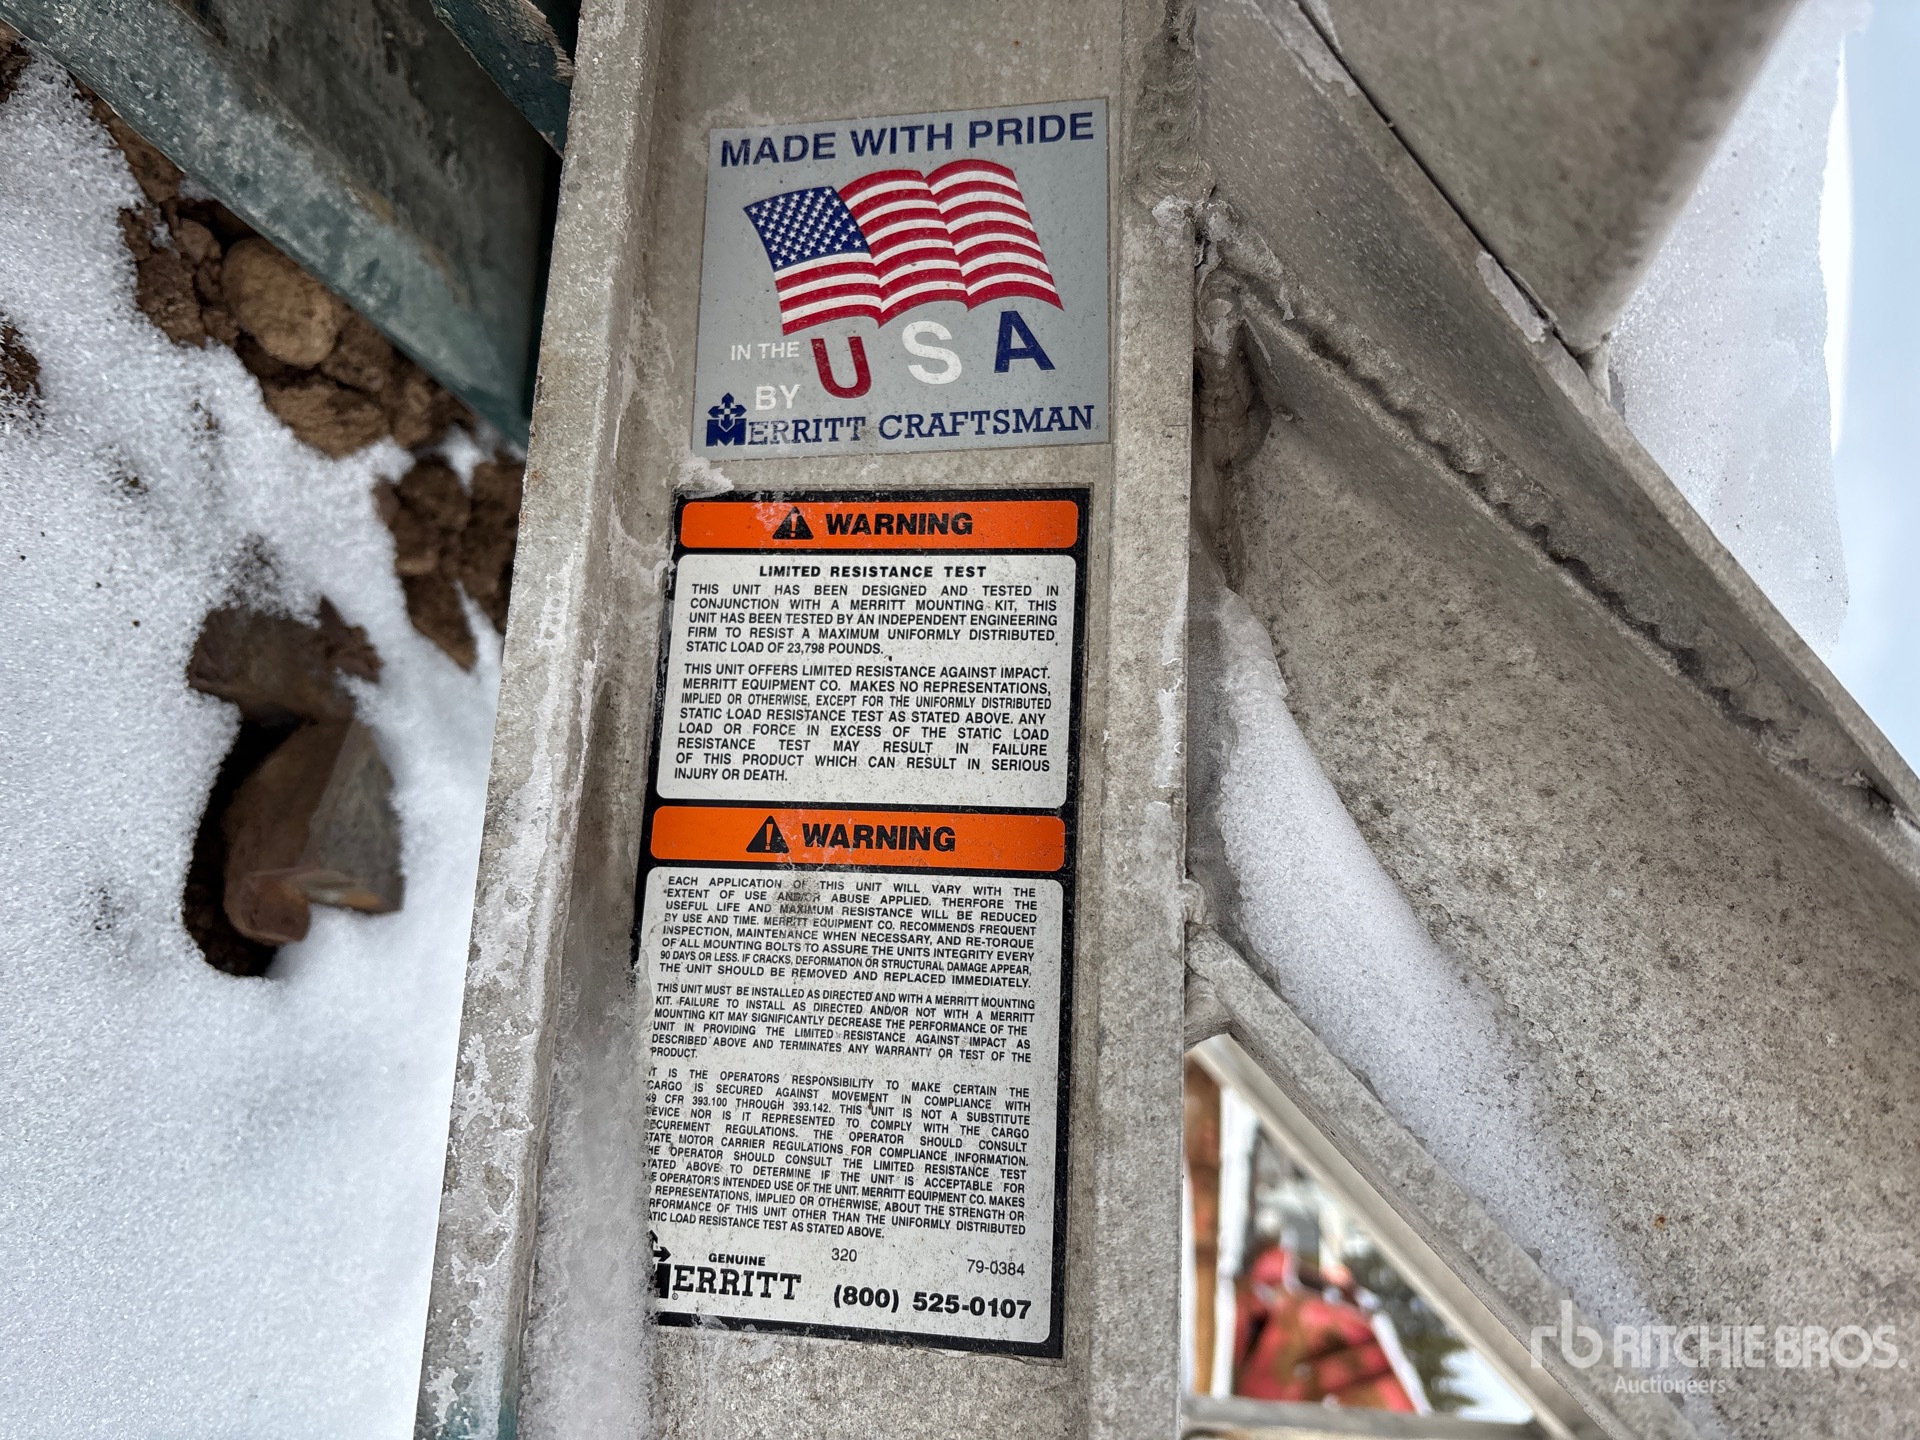 MADE WITH PRIDE
IN THE USA
BY
MERRITT CRAFTSMAN
WARNING
LIMITED RESISTANCE TEST
THIS UNIT HAS BEEN DESIGNED AND TESTED IN
CONJUNCTION WITH A MERRITT MOUNTING KIT, THIS
UNIT HAS BEEN TESTED BY AN INDEPENDENT ENGINEERING
FIRM TO RESIST A MAXIMUM UNIFORMLY DISTRIBUTED
STATIC LOAD OF 23,798 POUNDS.
THIS UNIT OFFERS LIMITED RESISTANCE AGAINST IMPACT.
MERRITT EQUIPMENT CO. MAKES NO REPRESENTATIONS,
IMPLIED OR OTHERWISE, EXCEPT FOR THE UNIFORMLY DISTRIBUTED
STATIC LOAD RESISTANCE TEST AS STATED ABOVE. ANY
LOAD OR FORCE IN EXCESS OF THE STATIC LOAD
RESISTANCE TEST MAY RESULT IN FAILURE
OF THIS PRODUCT WHICH CAN RESULT IN SERIOUS
INJURY OR DEATH.
WARNING
EACH APPLICATION OF THIS UNIT WILL VARY WITH THE
EXTENT OF USE AND/OR ABUSE APPLIED. THERFORE THE
USEFUL LIFE AND MAXIMUM RESISTANCE WILL BE REDUCED
BY USE AND TIME. MERRITT EQUIPMENT CO. RECOMMENDS FREQUENT
INSPECTION, MAINTENANCE WHEN NECESSARY, AND RE-TORQUE
OF ALL MOUNTING BOLTS TO ASSURE THE UNITS INTEGRITY EVERY
90 DAYS OR LESS. IF CRACKS, DEFORMATION OR STRUCTURAL DAMAGE APPEAR,
THE UNIT SHOULD BE REMOVED AND REPLACED IMMEDIATELY.
THIS UNIT MUST BE INSTALLED AS DIRECTED AND WITH A MERRITT MOUNTING
KIT. FAILURE TO INSTALL AS DIRECTED AND/OR NOT WITH A MERRITT
MOUNTING KIT MAY SIGNIFICANTLY DECREASE THE PERFORMANCE OF THE
UNIT IN PROVIDING THE LIMITED RESISTANCE AGAINST IMPACT AS
DESCRIBED ABOVE AND TERMINATES ANY WARRANTY OR TEST OF THE
PRODUCT.
IT IS THE OPERATORS RESPONSIBILITY TO MAKE CERTAIN THE
CARGO IS SECURED AGAINST MOVEMENT IN COMPLIANCE WITH
49 CFR 393.100 THROUGH 393.142. THIS UNIT IS NOT A SUBSTITUTE
EVICE NOR IS IT REPRESENTED TO COMPLY WITH THE CARGO
ECUREMENT REGULATIONS. THE OPERATOR SHOULD CONSULT
STATE MOTOR CARRIER REGULATIONS FOR COMPLIANCE INFORMATION.
HE OPERATOR SHOULD CONSULT THE LIMITED RESISTANCE TEST
TATED ABOVE TO DETERMINE IF THE UNIT IS ACCEPTABLE FOR
E OPERATOR'S INTENDED USE OF THE UNIT. MERRITT EQUIPMENT CO. MAKES
REPRESENTATIONS, IMPLIED OR OTHERWISE, ABOUT THE STRENGTH OR
RFORMANCE OF THIS UNIT OTHER THAN THE UNIFORMLY DISTRIBUTED
ATIC LOAD RESISTANCE TEST AS STATED ABOVE.
320 79-0384
GENUINE
MERRITT ® (800) 525-0107
rb RITCHIE BROS.
Auctioneers